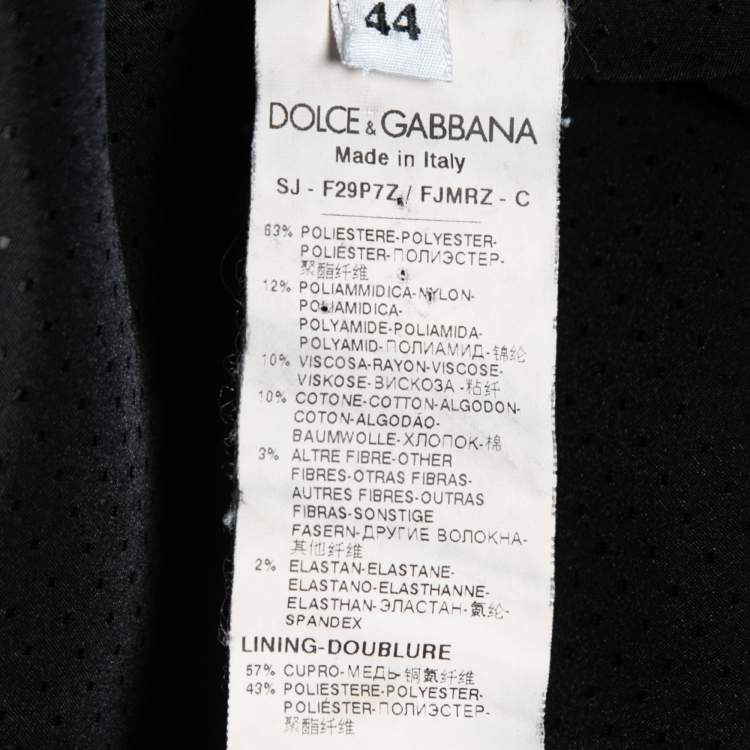 44
DOLCE & GABBANA
Made in Italy
SJ - F29P7Z / FJMRZ - C
63% POLIESTERE-POLYESTER-
POLIÉSTER-ПОЛИЭСТЕР-
聚酯纤维
12% POLIAMMIDICA-NYLON-
POLIAMIDICA-
POLYAMIDE-POLIAMIDA-
POLYAMID-ПОЛИАМИД-锦纶
10% VISCOSA-RAYON-VISCOSE-
VISKOSE-ВИСКОЗА-粘纤
10% COTONE-COTTON-ALGODON-
COTON-ALGODÃO-
BAUMWOLLE-ХЛОПОК-棉
3% ALTRE FIBRE-OTHER
FIBRES-OTRAS FIBRAS-
AUTRES FIBRES-OUTRAS
FIBRAS-SONSTIGE
FASERN-ДРУГИЕ ВОЛОКНА-
其他纤维
2% ELASTAN-ELASTANE-
ELASTANO-ELASTHANNE-
ELASTHAN-ЭЛАСТАН-氨纶-
SPANDEX
LINING-DOUBLURE
57% CUPRO-МЕДЬ-铜氨纤维
43% POLIESTERE-POLYESTER-
POLIÉSTER-ПОЛИЭСТЕР-
聚酯纤维